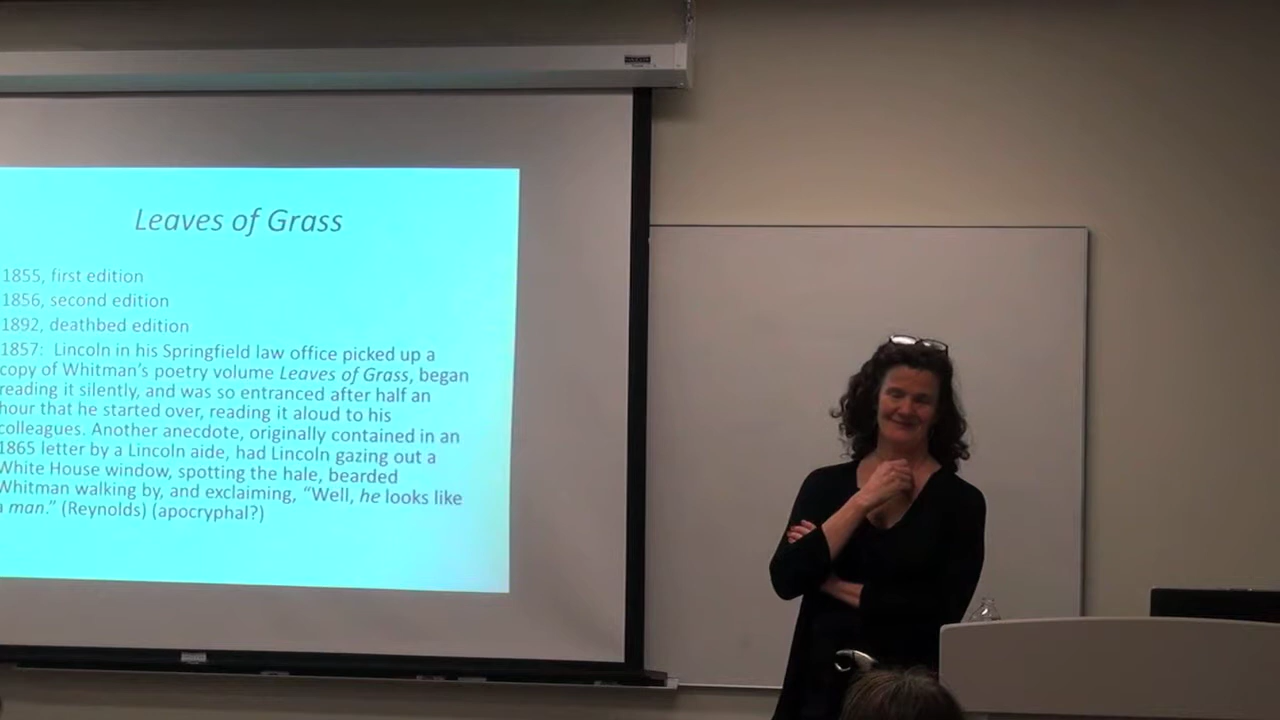 Leaves of Grass
1855, first edition
1856, second edition
1892, deathbed edition
1857: Lincoln in his Springfield law office picked up a
copy of Whitman's poetry volume Leaves of Grass, began
reading it silently, and was so entranced after half an
hour that he started over, reading it aloud to his
colleagues. Another anecdote, originally contained in an
1865 letter by a Lincoln aide, had Lincoln gazing out a
White House window, spotting the hale, bearded
Whitman walking by, and exclaiming, “Well, he looks like
a man.” (Reynolds) (apocryphal?)